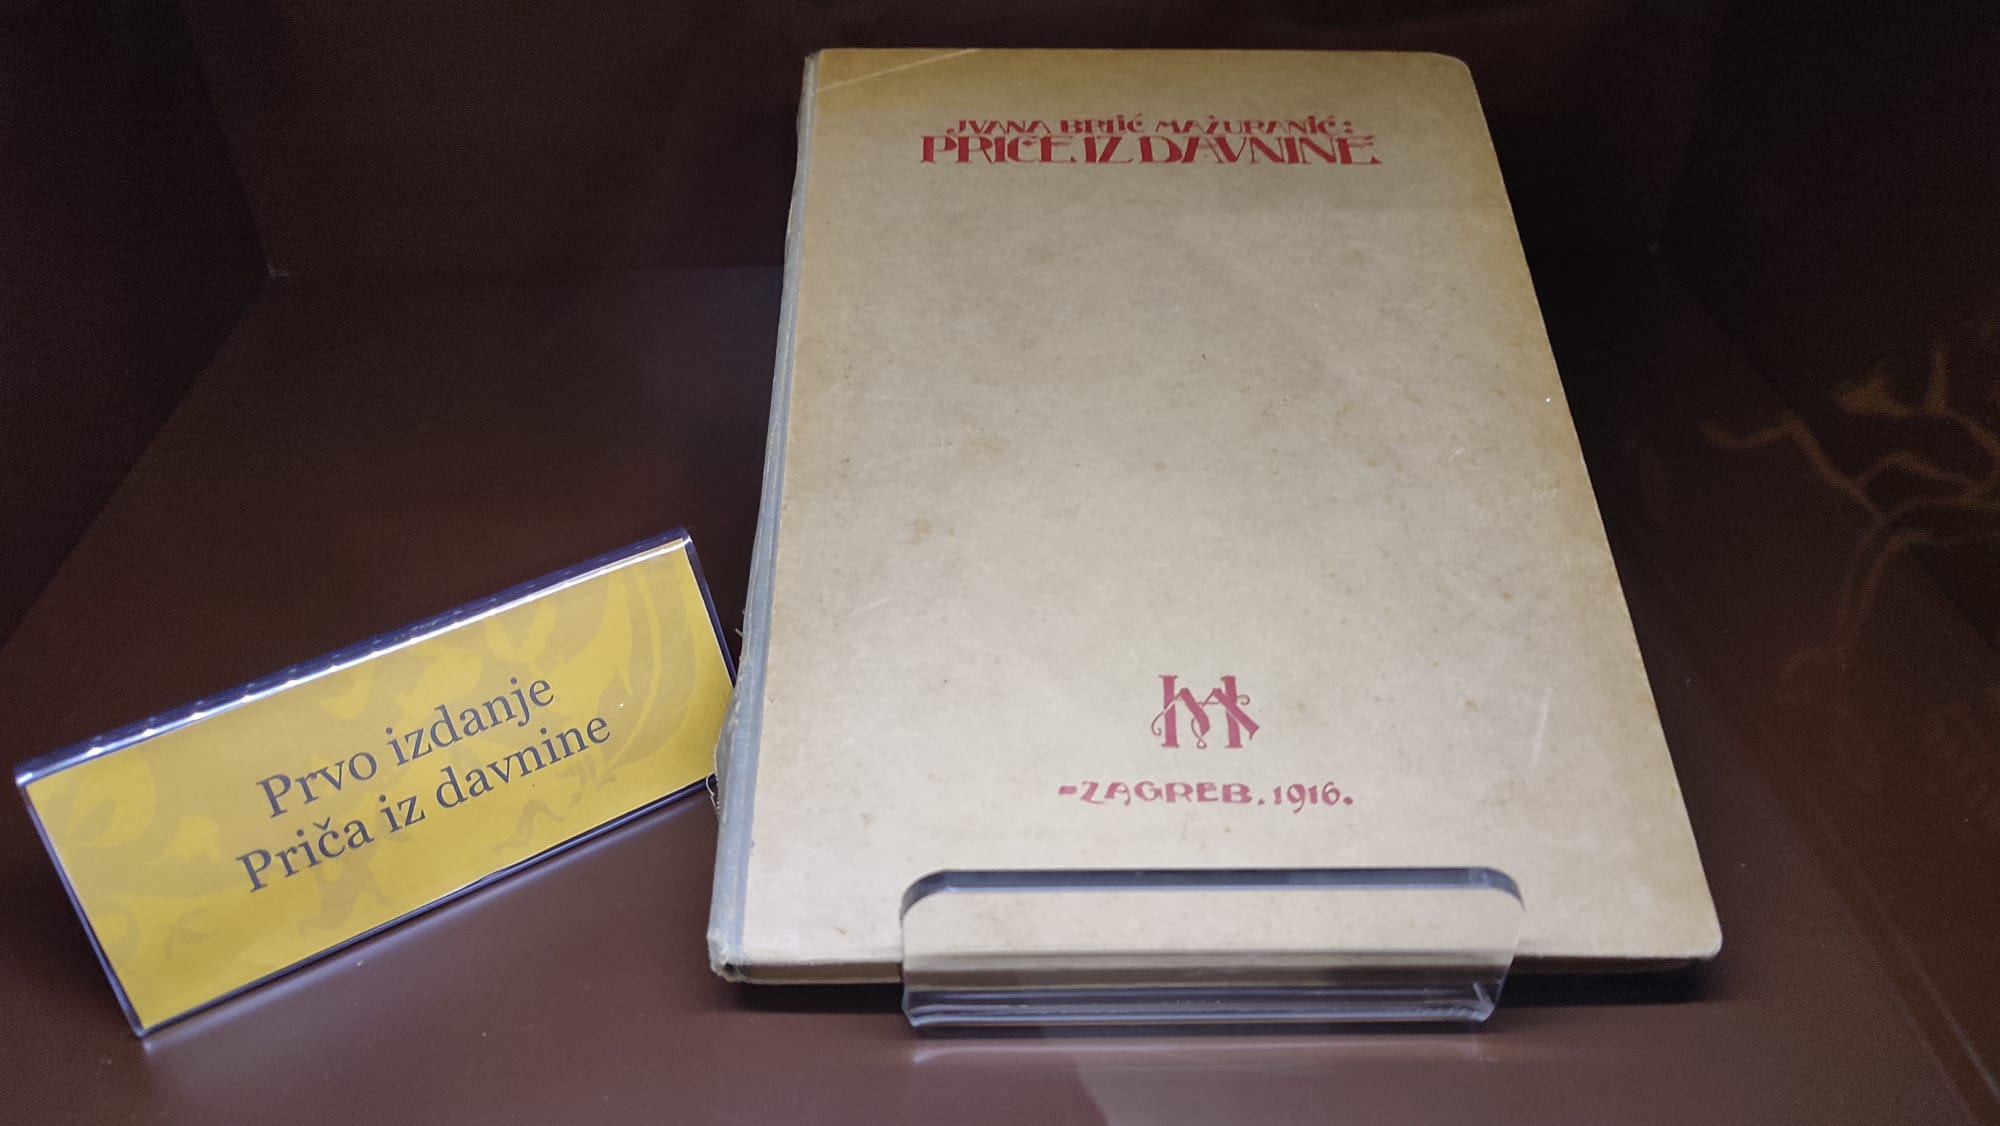 Prvo izdanje
Priča iz davnine
JVANA BRLIĆ MAŽURANIĆ:
PRIČE IZ DAVNINE
-ZAGREB. 1916.